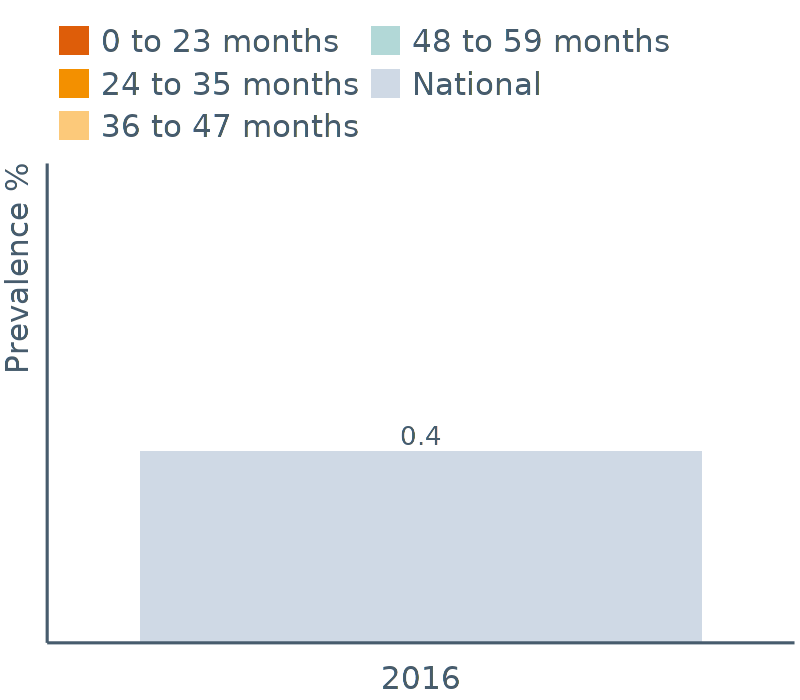 0 to 23 months
24 to 35 months
36 to 47 months
48 to 59 months
National
Prevalence %
0.4
2016